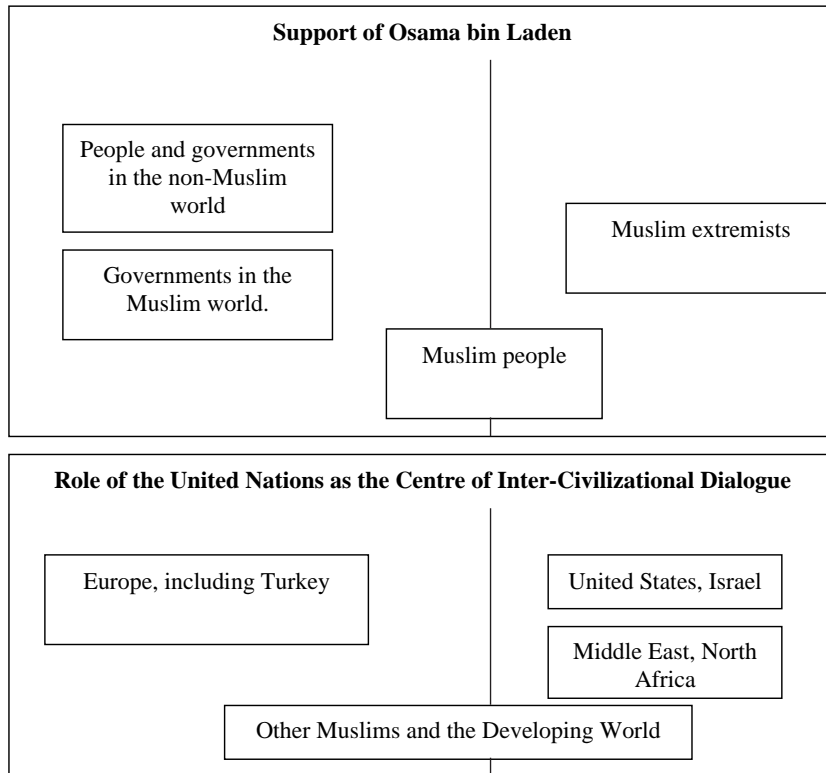 Support of Osama bin Laden
People and governments
in the non-Muslim
world
Muslim extremists
Governments in the
Muslim world.
Muslim people
Role of the United Nations as the Centre of Inter-Civilizational Dialogue
Europe, including Turkey
United States, Israel
Middle East, North
Africa
Other Muslims and the Developing World